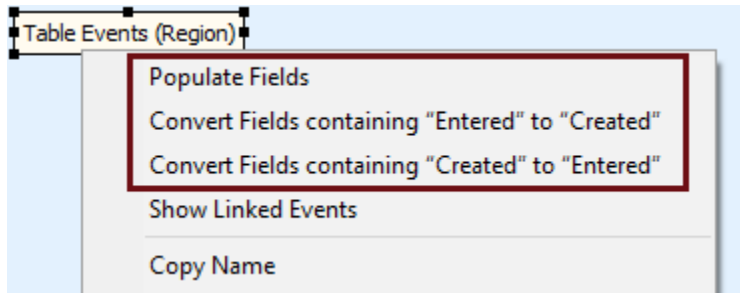 Table Events (Region)
Populate Fields
Convert Fields containing “Entered” to “Created”
Convert Fields containing “Created” to “Entered”
Show Linked Events
Copy Name